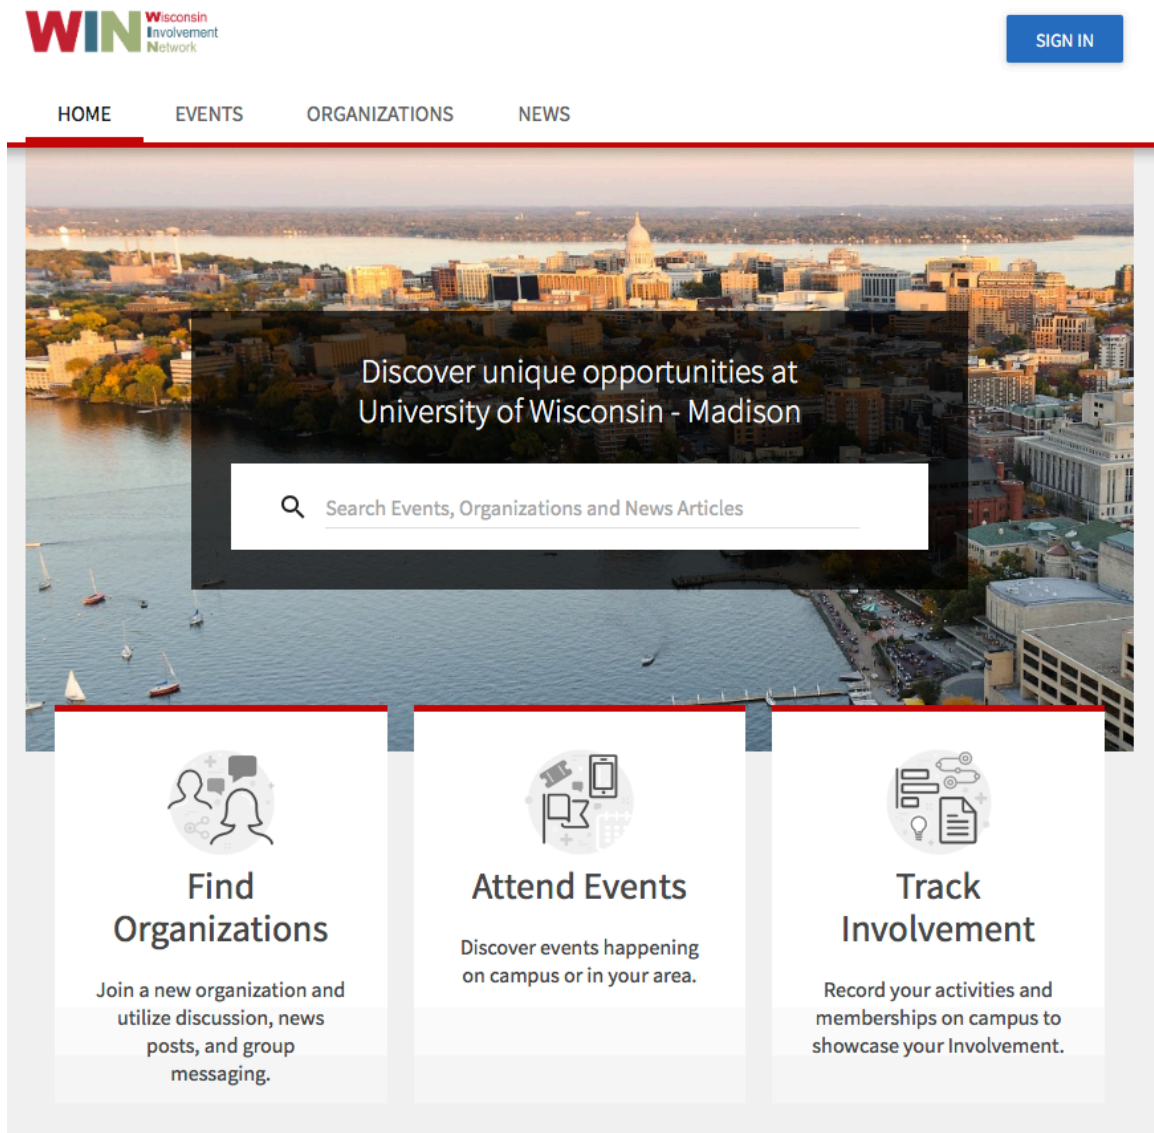 WIN
Wisconsin
Involvement
Network
SIGN IN
HOME
EVENTS
ORGANIZATIONS
NEWS
Discover unique opportunities at
University of Wisconsin - Madison
Search Events, Organizations and News Articles
Find
Organizations
Join a new organization and
utilize discussion, news
posts, and group
messaging.
Attend Events
Discover events happening
on campus or in your area.
Track
Involvement
Record your activities and
memberships on campus to
showcase your Involvement.